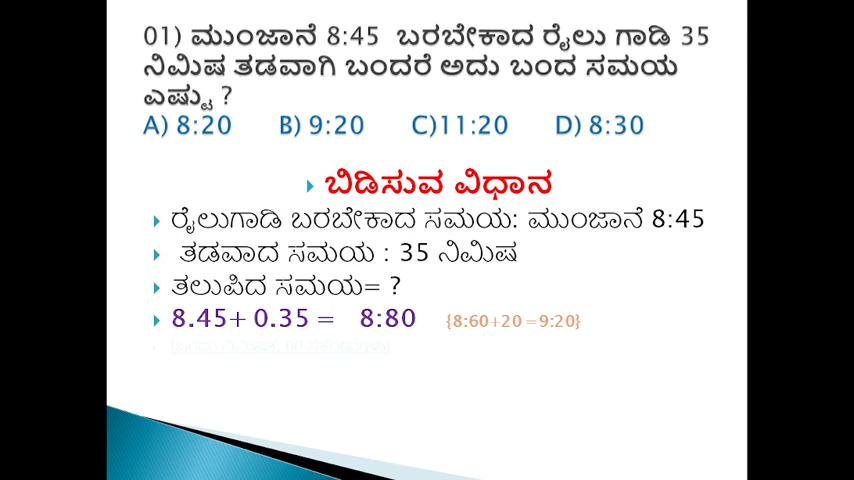 01) ಮುಂಜಾನೆ 8:45 ಬರಬೇಕಾದ ರೈಲು ಗಾಡಿ 35
ನಿಮಿಷ ತಡವಾಗಿ ಬಂದರೆ ಅದು ಬಂದ ಸಮಯ
ಎಷ್ಟು ?
A) 8:20 B) 9:20 C)11:20 D) 8:30
ಬಿಡಿಸುವ ವಿಧಾನ
ರೈಲುಗಾಡಿ ಬರಬೇಕಾದ ಸಮಯ: ಮುಂಜಾನೆ 8:45
ತಡವಾದ ಸಮಯ : 35 ನಿಮಿಷ
ತಲುಪಿದ ಸಮಯ= ?
8.45+ 0.35 = 8:80 {8:60+20 =9:20}